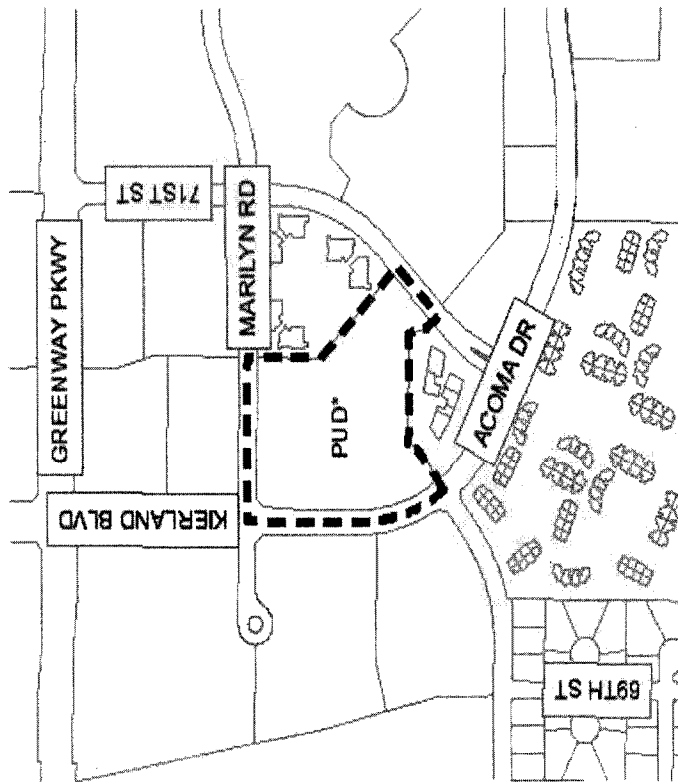 GREENWAY PKWY
71ST ST
MARILYN RD
KIERLAND BLVD
PUD*
ACOMA DR
69TH ST